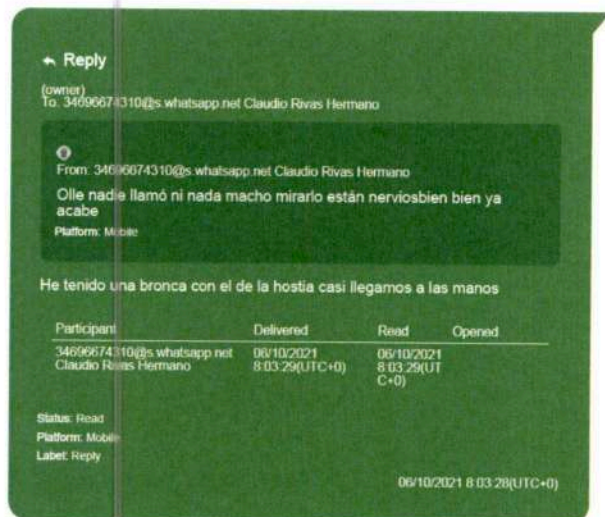 Reply
(owner)
To: 34696674310@s.whatsapp.net Claudio Rivas Hermano
From: 34696674310@s.whatsapp.net Claudio Rivas Hermano
Olle nadie llamó ni nada macho mirarlo están nerviosbien bien ya
acabe
Platform: Mobile
He tenido una bronca con el de la hostia casi llegamos a las manos
Participant Delivered Read Opened
34696674310@s.whatsapp.net 06/10/2021 06/10/2021
Claudio Rivas Hermano 8:03:29(UTC+0) 8:03:29(UT
C+0)
Status: Read
Platform: Mobile
Label: Reply
06/10/2021 8:03:28(UTC+0)